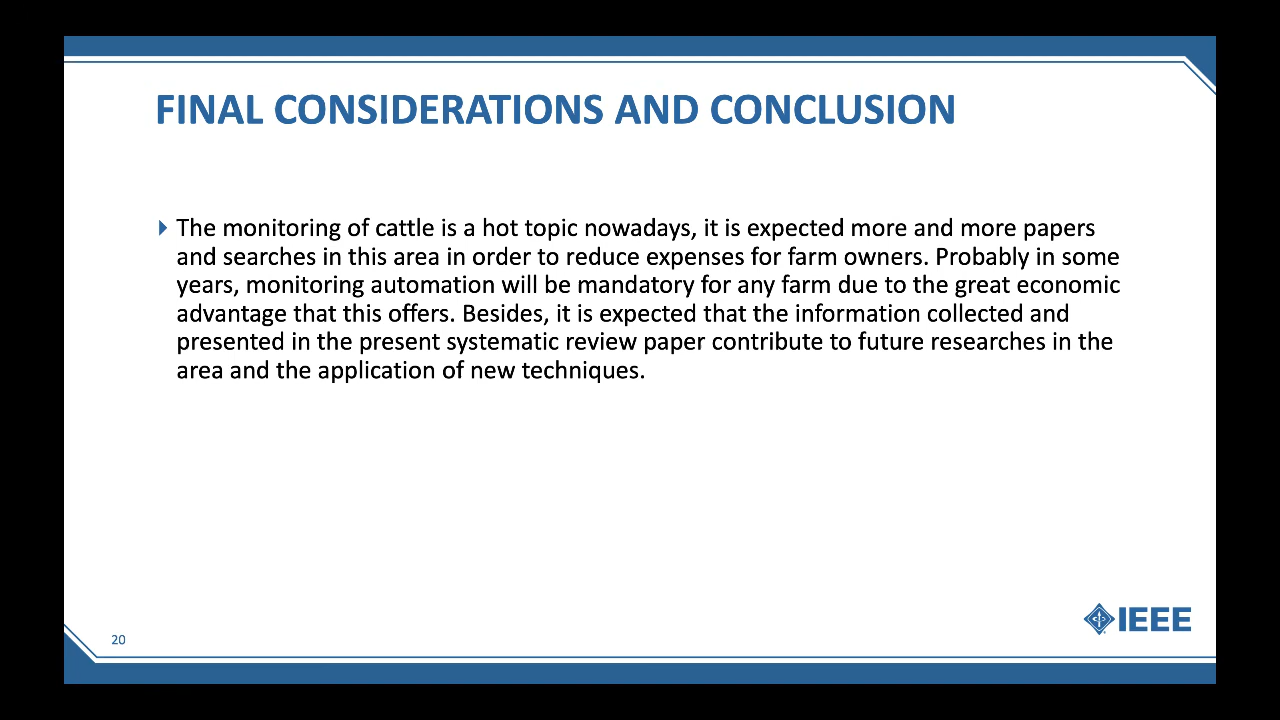 FINAL CONSIDERATIONS AND CONCLUSION
The monitoring of cattle is a hot topic nowadays, it is expected more and more papers
and searches in this area in order to reduce expenses for farm owners. Probably in some
years, monitoring automation will be mandatory for any farm due to the great economic
advantage that this offers. Besides, it is expected that the information collected and
presented in the present systematic review paper contribute to future researches in the
area and the application of new techniques.
20
IEEE